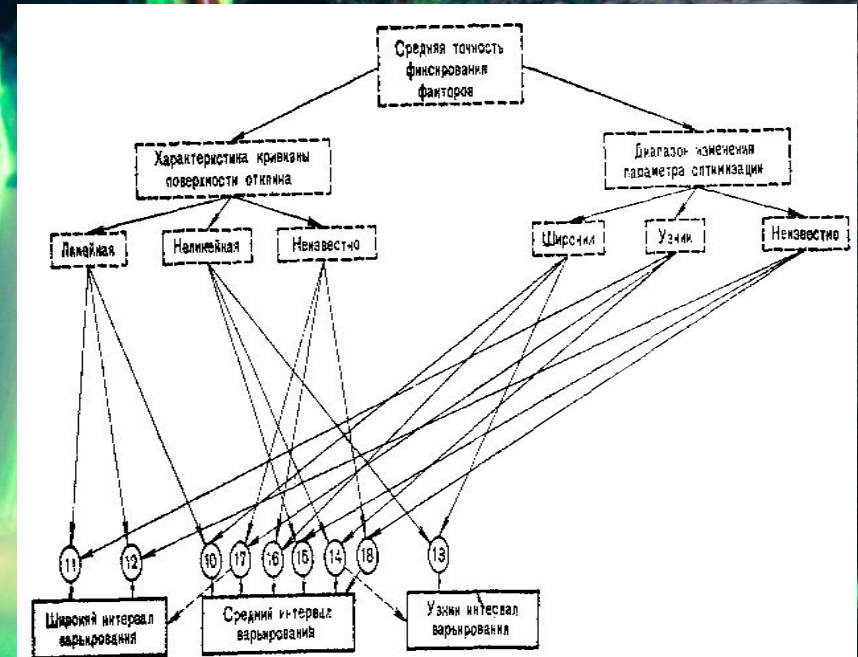 Средняя точность
фиксирования
факторов
Характеристика кривизны
поверхности отклика
Диапазон изменения
параметра оптимизации
Линейная
Нелинейная
Неизвестно
Широкий
Узкий
Неизвестно
11
12
10
17
16
15
14
18
13
Широкий интервал
варьирования
Средний интервал
варьирования
Узкий интервал
варьирования